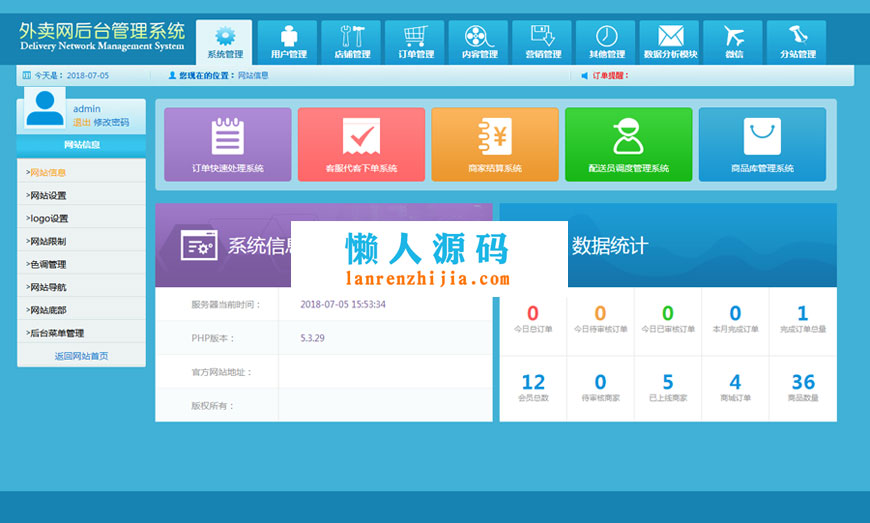 外卖网后台管理系统
Delivery Network Management System
系统管理
用户管理
店铺管理
订单管理
内容管理
营销管理
其他管理
数据分析模块
微信
分站管理
今天是：2018-07-05
您现在的位置：网站信息
订单提醒：
admin
退出 修改密码
网站信息
>网站信息
>网站设置
>logo设置
>网站限制
>色调管理
>网站导航
>网站底部
>后台菜单管理
返回网站首页
订单快速处理系统
客服代客下单系统
商家结算系统
配送员调度管理系统
商品库管理系统
系统信息
数据统计
懒人源码
lanrenzhijia.com
服务器当前时间：
2018-07-05 15:53:34
PHP版本：
5.3.29
官方网站地址：
版权所有：
0
今日总订单
0
今日待审核订单
0
今日已审核订单
0
本月完成订单
1
完成订单总量
12
会员总数
0
待审核商家
5
已上线商家
4
商城订单
36
商品数量